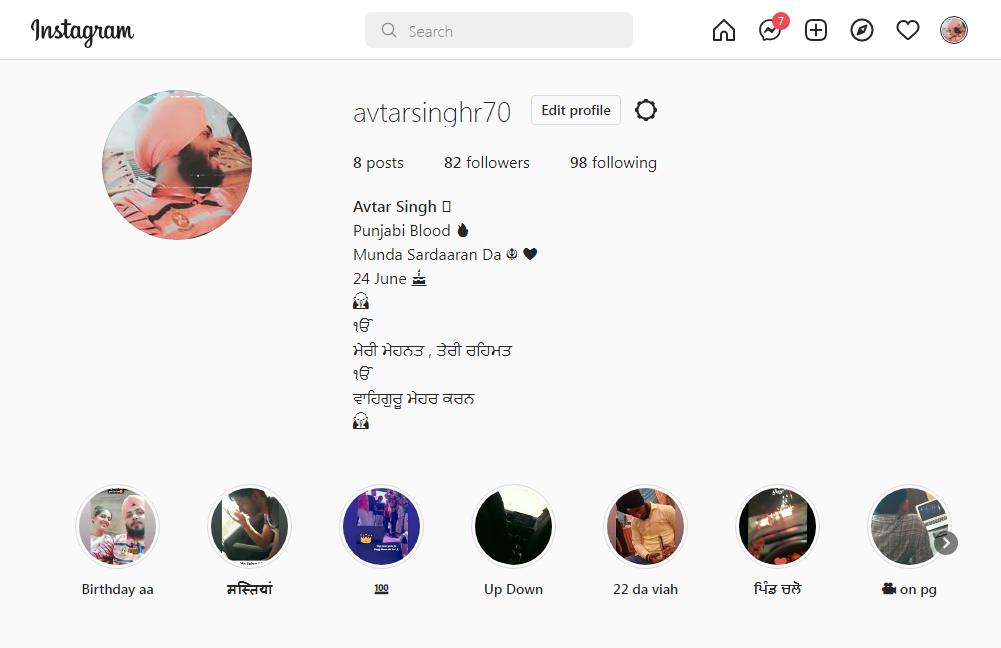 Instagram
Search
7
avtarsinghr70 Edit profile
8 posts 82 followers 98 following
Avtar Singh
Punjabi Blood 🔥
Munda Sardaaran Da 🪯 🖤
24 June 🎂
ੴ
ਮੇਰੀ ਮੇਹਨਤ , ਤੇਰੀ ਰਹਿਮਤ
ੴ
ਵਾਹਿਗੁਰੂ ਮੇਹਰ ਕਰਨ
Birthday aa मस्तियां 💯 Up Down 22 da viah ਪਿੰਡ ਚਲੋ 🎥 on pg